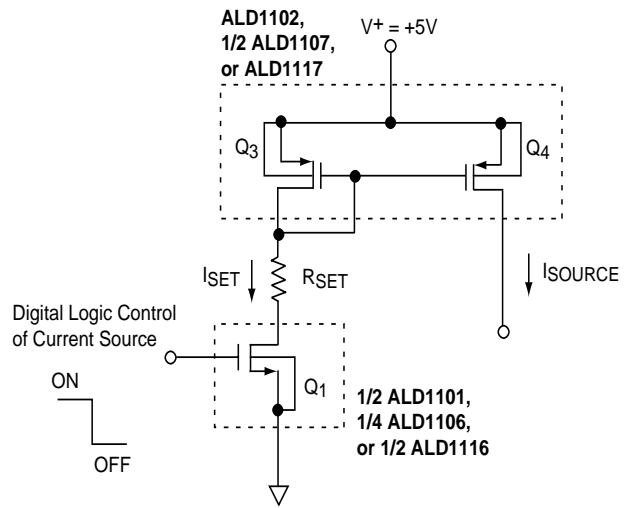 ALD1102,
1/2 ALD1107,
or ALD1117
V+ = +5V
Q3
Q4
ISET
RSET
ISOURCE
Digital Logic Control
of Current Source
ON
OFF
Q1
1/2 ALD1101,
1/4 ALD1106,
or 1/2 ALD1116